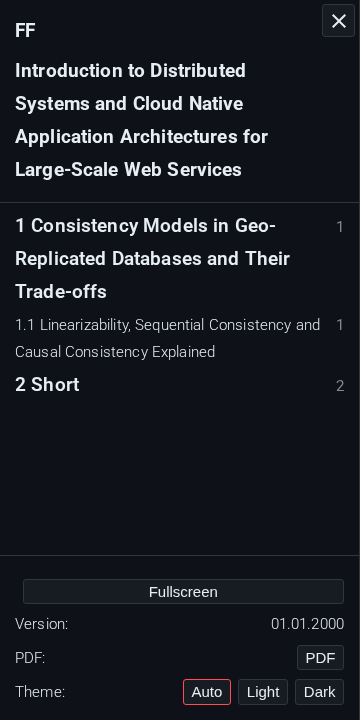 FF
Introduction to Distributed
Systems and Cloud Native
Application Architectures for
Large-Scale Web Services
1 Consistency Models in Geo- 1
Replicated Databases and Their
Trade-offs
1.1 Linearizability, Sequential Consistency and 1
Causal Consistency Explained
2 Short 2
Fullscreen
Version: 01.01.2000
PDF: PDF
Theme: Auto Light Dark